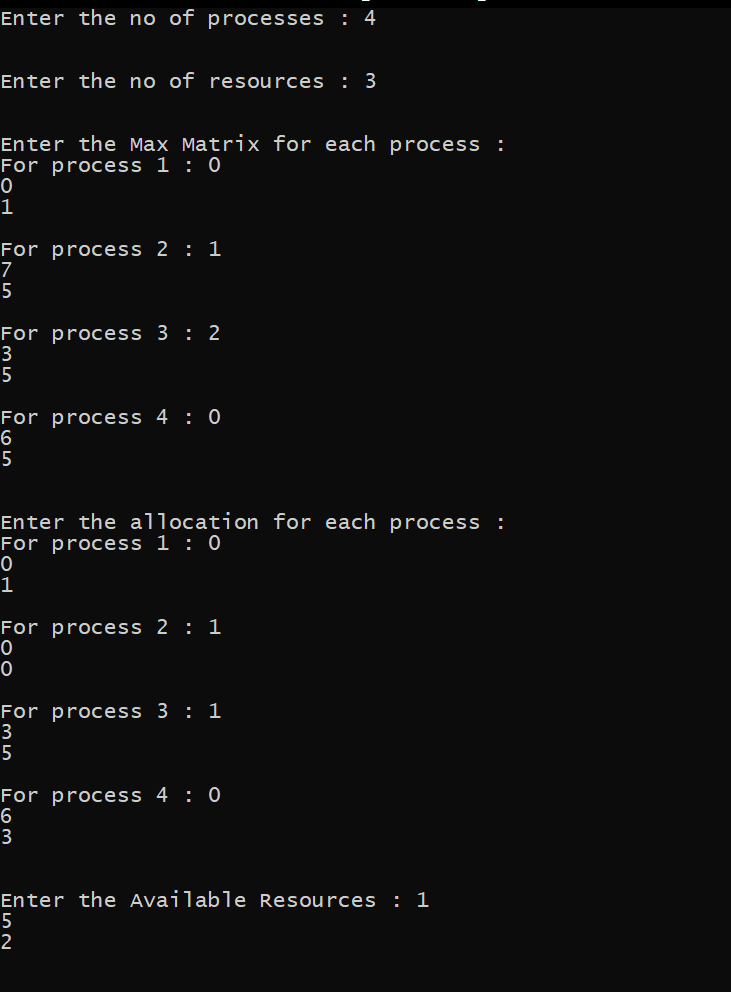 Enter the no of processes : 4
Enter the no of resources : 3
Enter the Max Matrix for each process :
For process 1 : 0
0
1
For process 2 : 1
7
5
For process 3 : 2
3
5
For process 4 : 0
6
5
Enter the allocation for each process :
For process 1 : 0
0
1
For process 2 : 1
0
0
For process 3 : 1
3
5
For process 4 : 0
6
3
Enter the Available Resources : 1
5
2